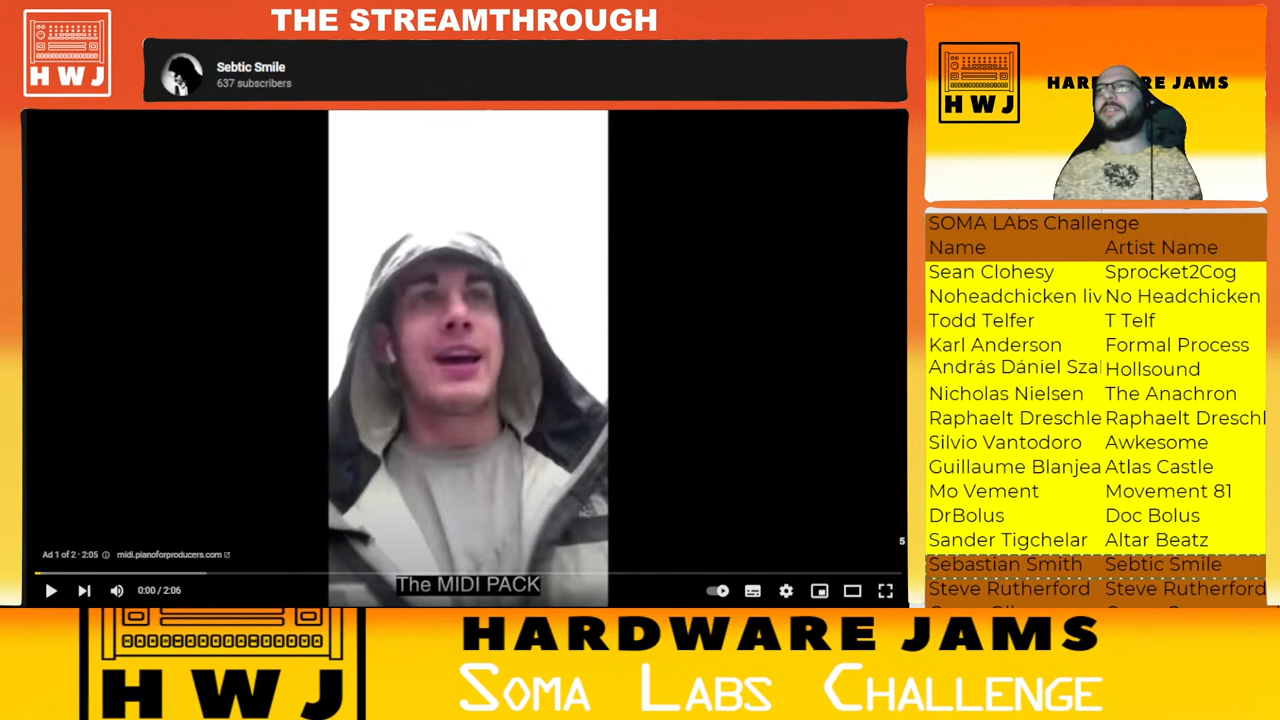 THE STREAMTHROUGH
HWJ
Sebtic Smile
637 subscribers
HWJ
HARDWARE JAMS
SOMA LAbs Challenge
Name Artist Name
Sean Clohesy Sprocket2Cog
Noheadchicken liv No Headchicken
Todd Telfer T Telf
Karl Anderson Formal Process
András Dániel Sza Hollsound
Nicholas Nielsen The Anachron
Raphaelt Dreschle Raphaelt Dreschl
Silvio Vantodoro Awkesome
Guillaume Blanjea Atlas Castle
Mo Vement Movement 81
DrBolus Doc Bolus
Sander Tigchelar Altar Beatz
Sebastian Smith Sebtic Smile
Steve Rutherford Steve Rutherford
Ad 1 of 2 · 2:05 midi.pianoforproducers.com
5
The MIDI PACK
0:00 / 2:06
HWJ
HARDWARE JAMS
SOMA LABS CHALLENGE